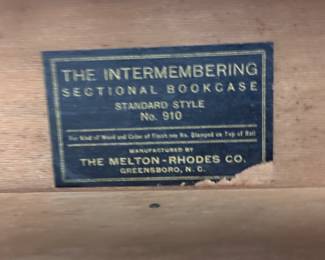 THE INTERMEMBERING
SECTIONAL BOOKCASE
STANDARD STYLE
No. 910
For Kind of Wood and Color of Finish see No. Stamped on Top of Rail
MANUFACTURED BY
THE MELTON-RHODES CO.
GREENSBORO, N.C.